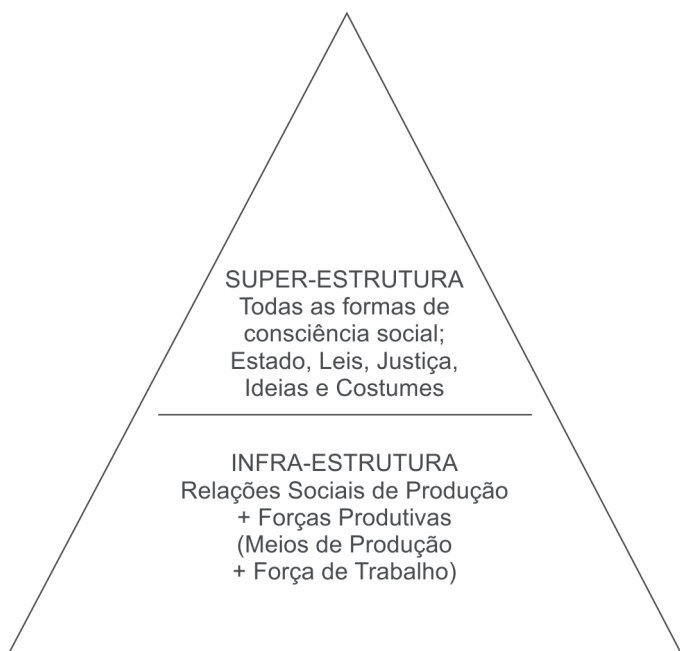 SUPER-ESTRUTURA
Todas as formas de
consciência social;
Estado, Leis, Justiça,
Ideias e Costumes
INFRA-ESTRUTURA
Relações Sociais de Produção
+ Forças Produtivas
(Meios de Produção
+ Força de Trabalho)